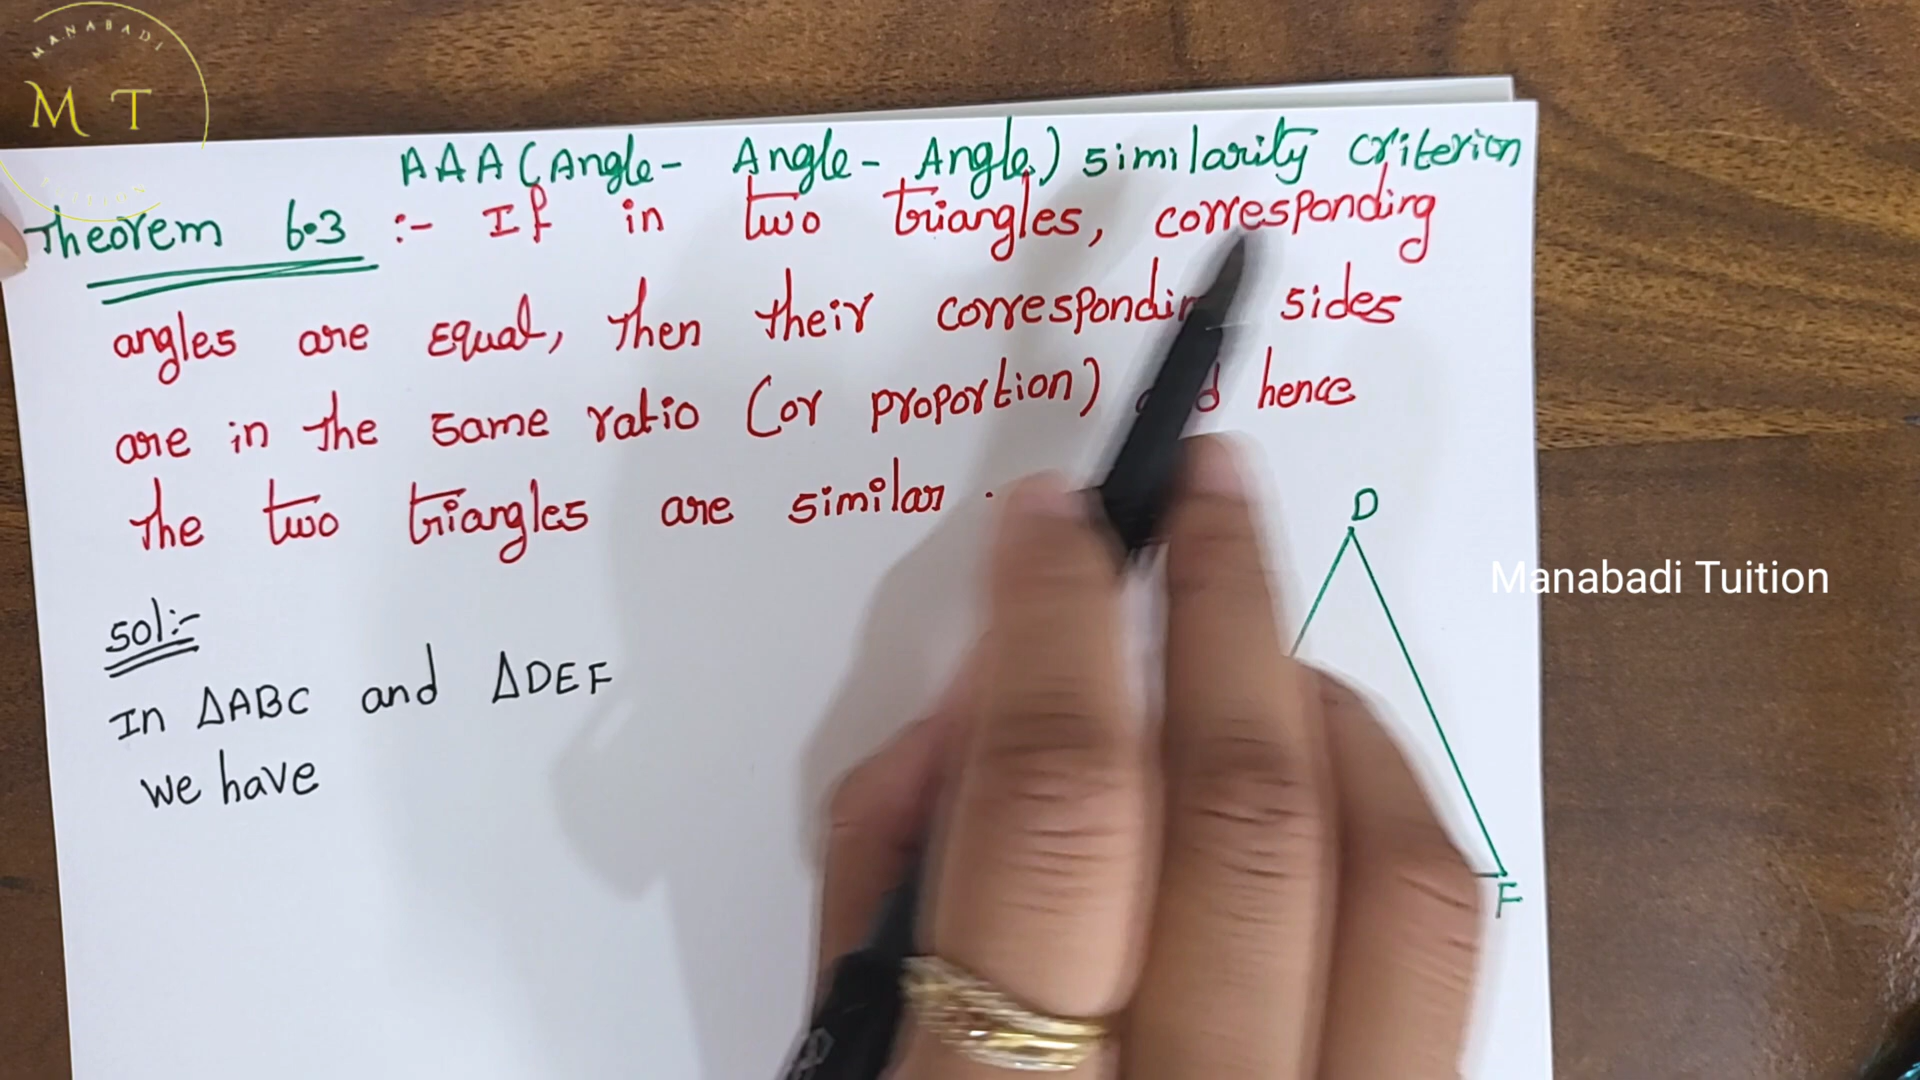 MANABADI
M T
AAA (Angle - Angle - Angle) similarity criterion
Theorem 6.3 :- If in two triangles, corresponding
angles are equal, then their sides
are in the same ratio (or proportion) hence
the two triangles are similar.
D
Manabadi Tuition
sol:-
In ΔABC and ΔDEF
we have
F